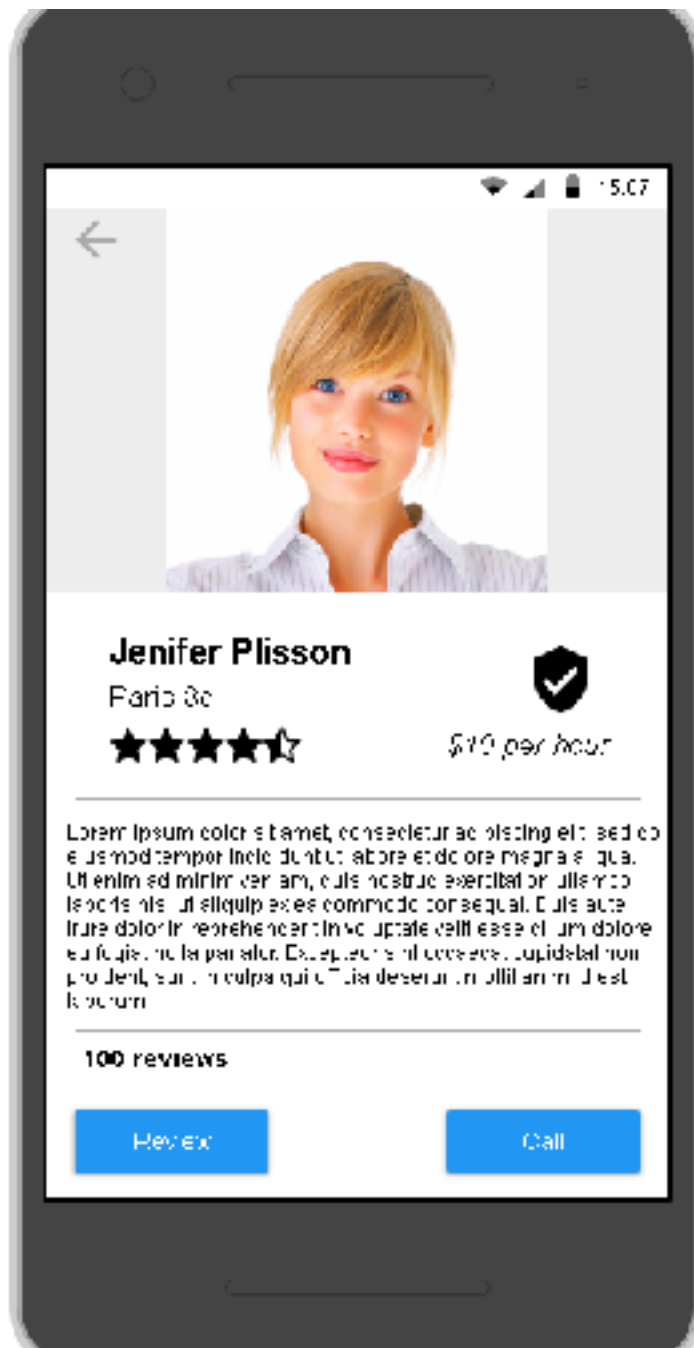 15:07
Jenifer Plisson
Paris 3e
$10 per hour
Lorem ipsum dolor sit amet, consectetur adipiscing elit, sed do
eiusmod tempor incididunt ut labore et dolore magna aliqua.
Ut enim ad minim veniam, quis nostrud exercitation ullamco
laboris nisi ut aliquip ex ea commodo consequat. Duis aute
irure dolor in reprehenderit in voluptate velit esse cillum dolore
eu fugiat nulla pariatur. Excepteur sint occaecat cupidatat non
proident, sunt in culpa qui officia deserunt mollit anim id est
laborum.
100 reviews
Review
Call